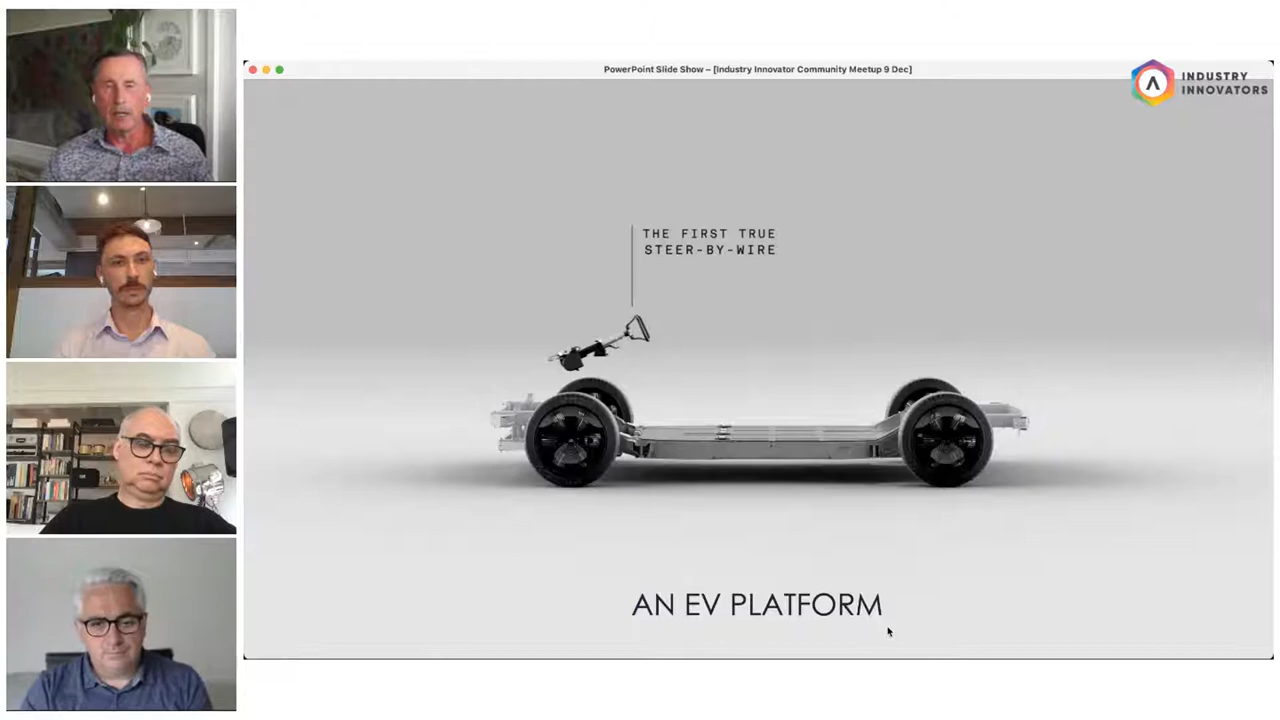 PowerPoint Slide Show – [Industry Innovator Community Meetup 9 Dec]
INDUSTRY
INNOVATORS
THE FIRST TRUE
STEER-BY-WIRE
AN EV PLATFORM